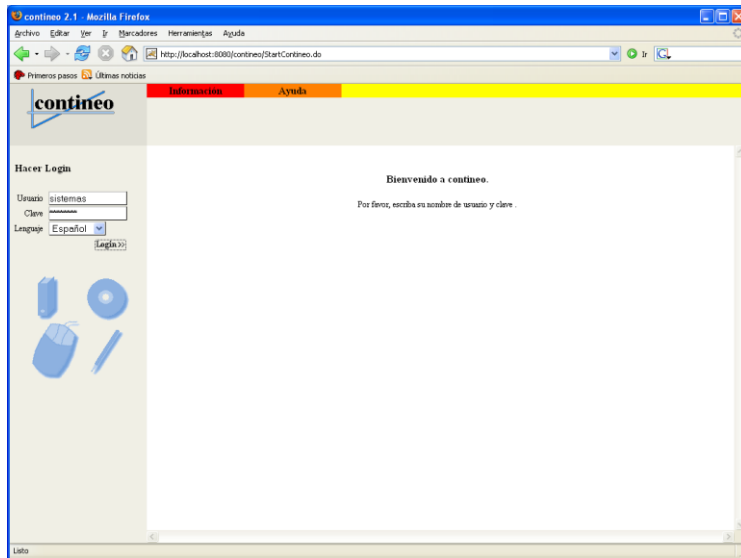 contineo 2.1 - Mozilla Firefox
Archivo Editar Ver Ir Marcadores Herramientas Ayuda
http://localhost:8080/contineo/StartContineo.do
Ir
G
Primeros pasos Últimas noticias
contineo
Información Ayuda
Hacer Login
Usuario sistemas
Clave ********
Lenguaje Español
Login >>
Bienvenido a contineo.
Por favor, escriba su nombre de usuario y clave .
Listo